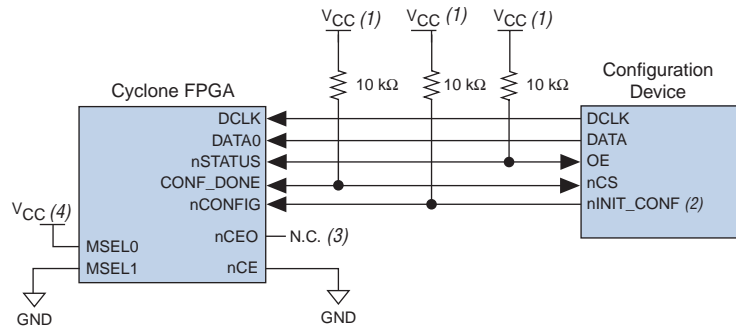 VCC (1) VCC (1) VCC (1)
10 kΩ 10 kΩ 10 kΩ
Configuration
Device
Cyclone FPGA
DCLK DCLK
DATA0 DATA
nSTATUS OE
CONF_DONE nCS
nCONFIG nINIT_CONF (2)
VCC (4)
nCEO N.C. (3)
MSEL0
MSEL1 nCE
GND GND